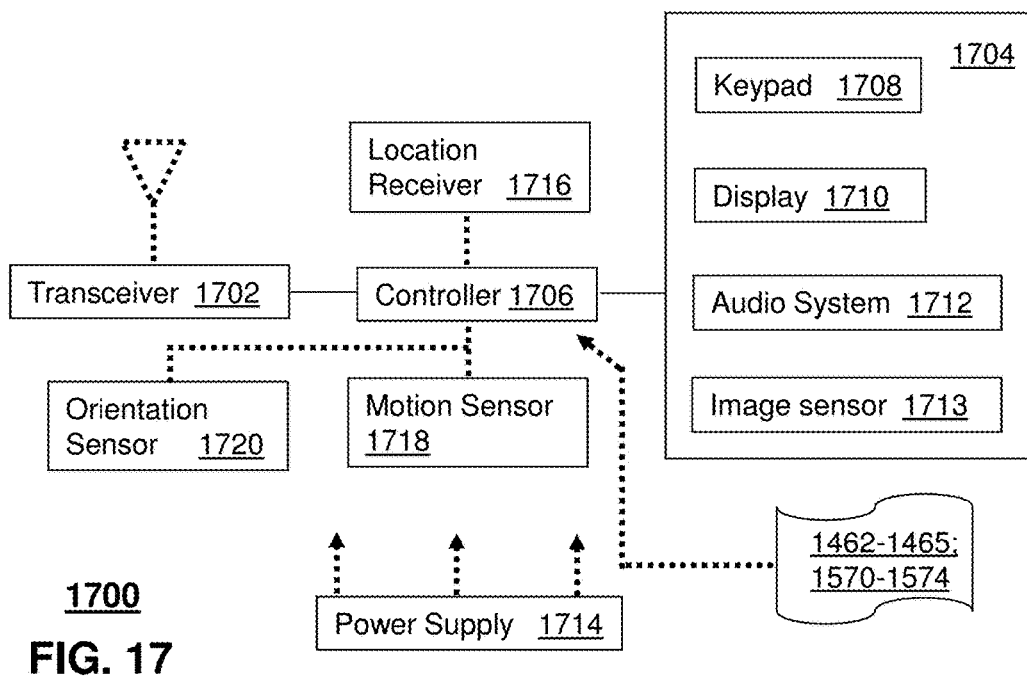 1704
Keypad 1708
Location
Receiver 1716
Display 1710
Transceiver 1702
Controller 1706
Audio System 1712
Orientation
Sensor 1720
Motion Sensor
1718
Image sensor 1713
1462-1465;
1570-1574
1700
Power Supply 1714
FIG. 17